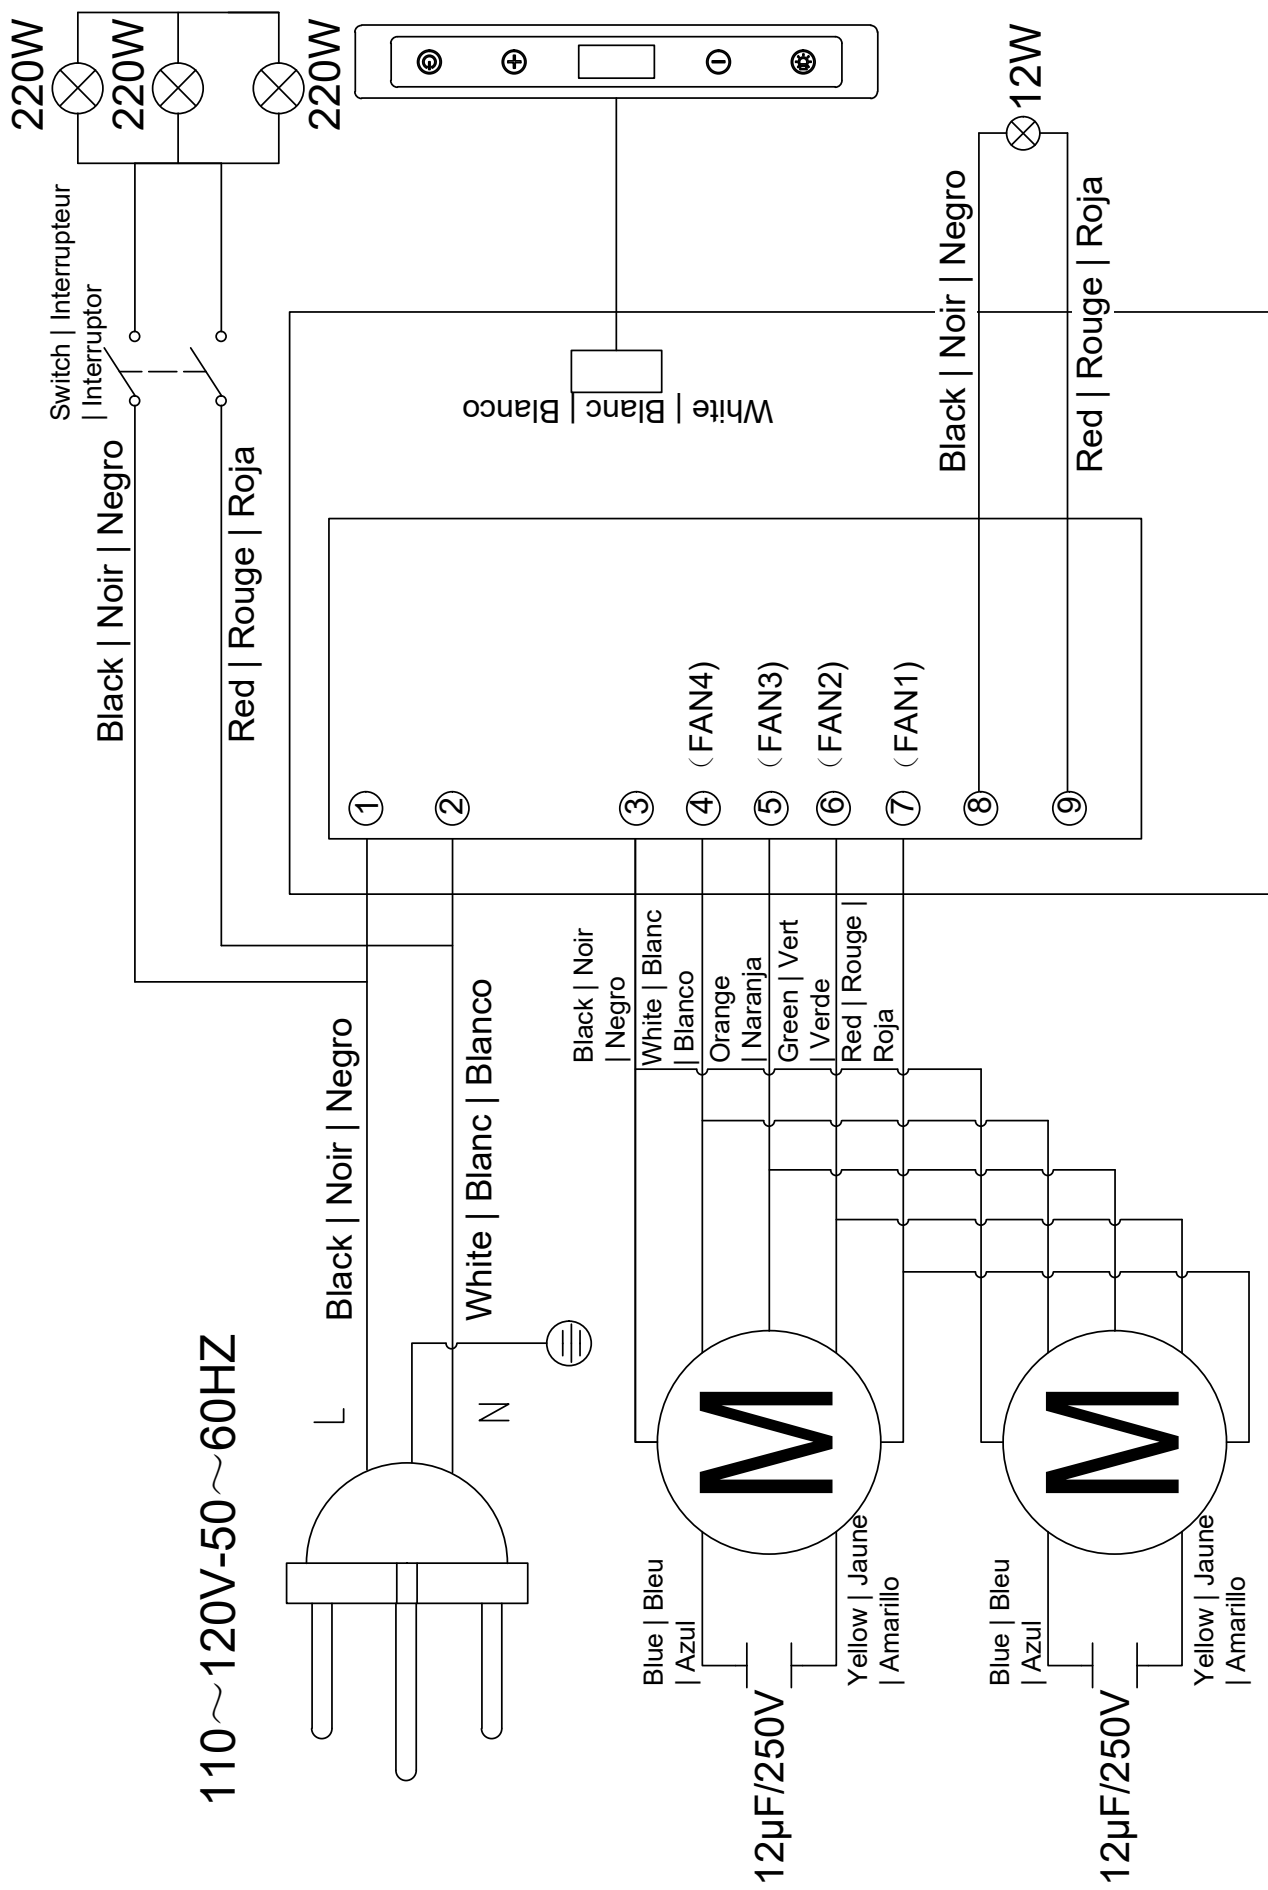 110～120V-50～60HZ
L
N
Black | Noir | Negro
White | Blanc | Blanco
Black | Noir | Negro
Red | Rouge | Roja
Switch | Interrupteur
| Interruptor
220W
220W
220W
White | Blanc | Blanco
1
2
3
4
5
6
7
8
9
(FAN4)
(FAN3)
(FAN2)
(FAN1)
Black | Noir | Negro
Red | Rouge | Roja
12W
Black | Noir
| Negro
White | Blanc
| Blanco
Orange
| Naranja
Green | Vert
| Verde
Red | Rouge |
Roja
M
Blue | Bleu
| Azul
Yellow | Jaune
| Amarillo
12μF/250V
M
Blue | Bleu
| Azul
Yellow | Jaune
| Amarillo
12μF/250V